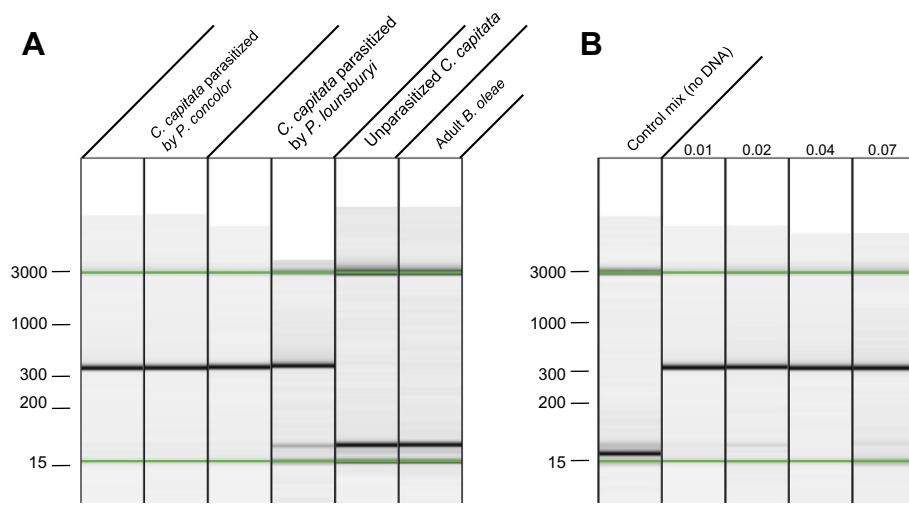 A
C. capitata parasitized
by P. concolor
C. capitata parasitized
by P. lounsburyi
Unparasitized C. capitata
Adult B. oleae
3000
1000
300
200
15
B
Control mix (no DNA)
0.01 0.02 0.04 0.07
3000
1000
300
200
15